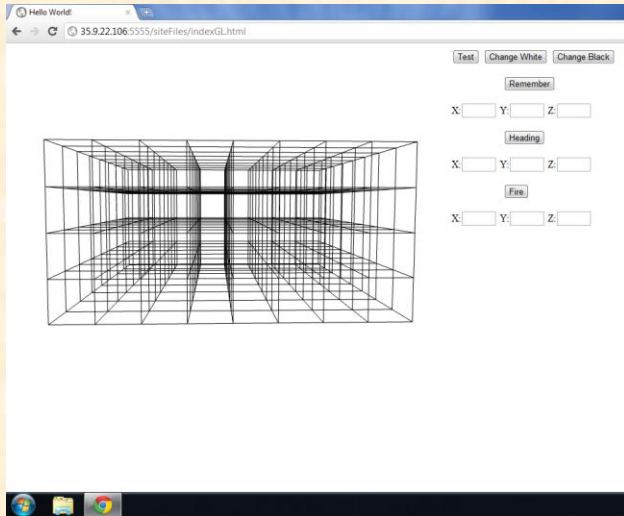 Hello World!
35.9.22.106:5555/siteFiles/indexGL.html
Test Change White Change Black
Remember
X: Y: Z:
Heading
X: Y: Z:
Fire
X: Y: Z: